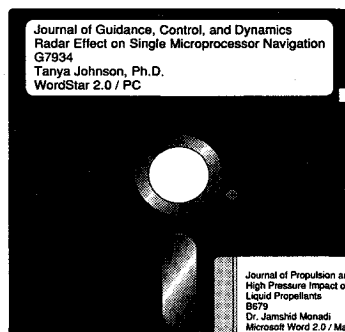 Journal of Guidance, Control, and Dynamics
Radar Effect on Single Microprocessor Navigation
G7934
Tanya Johnson, Ph.D.
WordStar 2.0 / PC
Journal of Propulsion an
High Pressure Impact o
Liquid Propellants
B679
Dr. Jamshid Monadi
Microsoft Word 2.0 / Ma